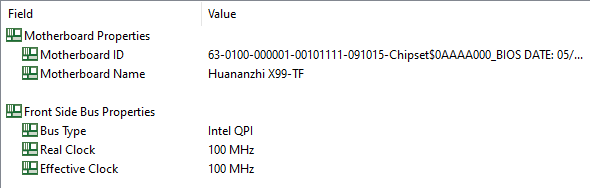 Field Value
Motherboard Properties
Motherboard ID 63-0100-000001-00101111-091015-Chipset$0AAAA000_BIOS DATE: 05/...
Motherboard Name Huananzhi X99-TF
Front Side Bus Properties
Bus Type Intel QPI
Real Clock 100 MHz
Effective Clock 100 MHz